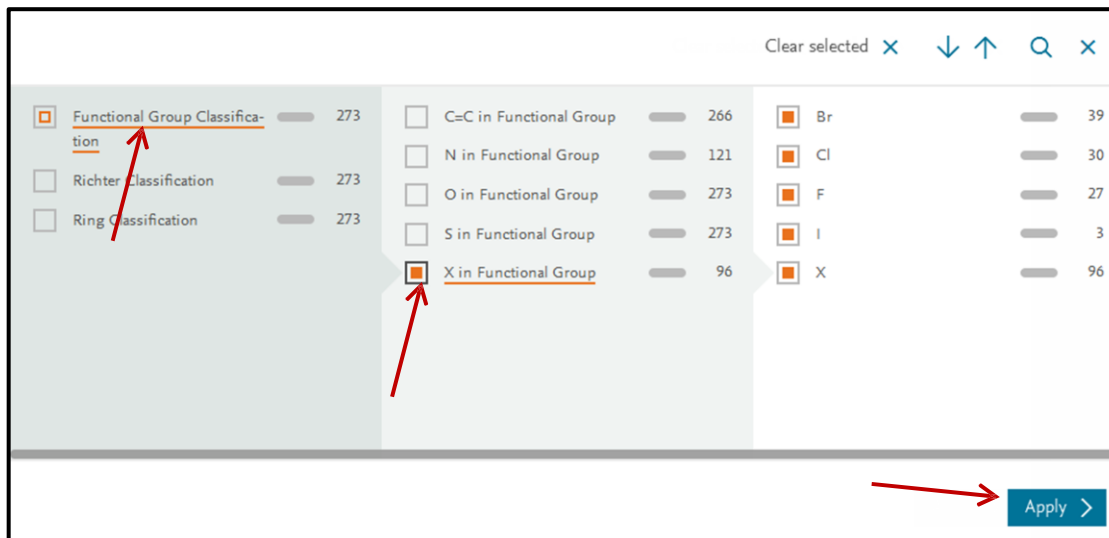 Clear selected
Functional Group Classifica- 273
tion
Richter Classification 273
Ring Classification 273
C=C in Functional Group 266
N in Functional Group 121
O in Functional Group 273
S in Functional Group 273
X in Functional Group 96
Br 39
Cl 30
F 27
I 3
X 96
Apply